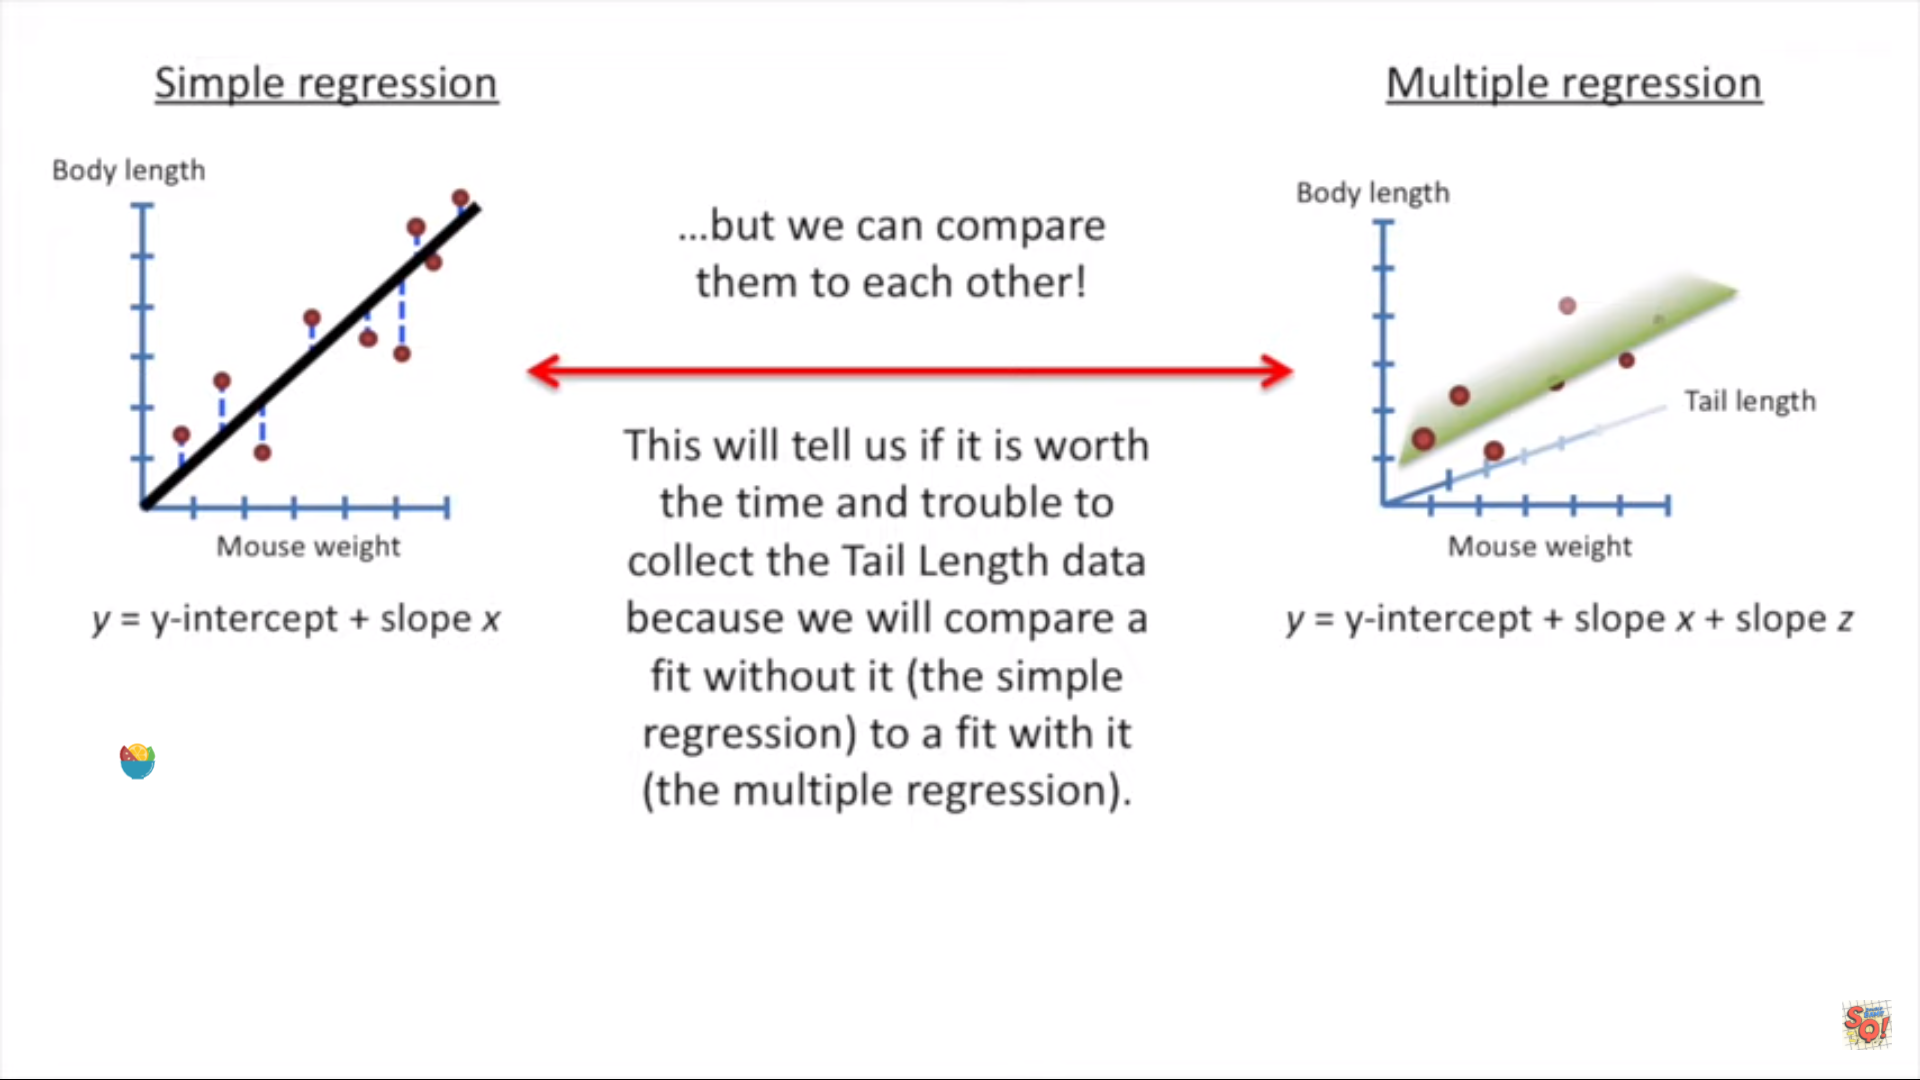 Simple regression
Multiple regression
Body length
Mouse weight
y = y-intercept + slope x
...but we can compare
them to each other!
This will tell us if it is worth
the time and trouble to
collect the Tail Length data
because we will compare a
fit without it (the simple
regression) to a fit with it
(the multiple regression).
Body length
Tail length
Mouse weight
y = y-intercept + slope x + slope z
SQ!